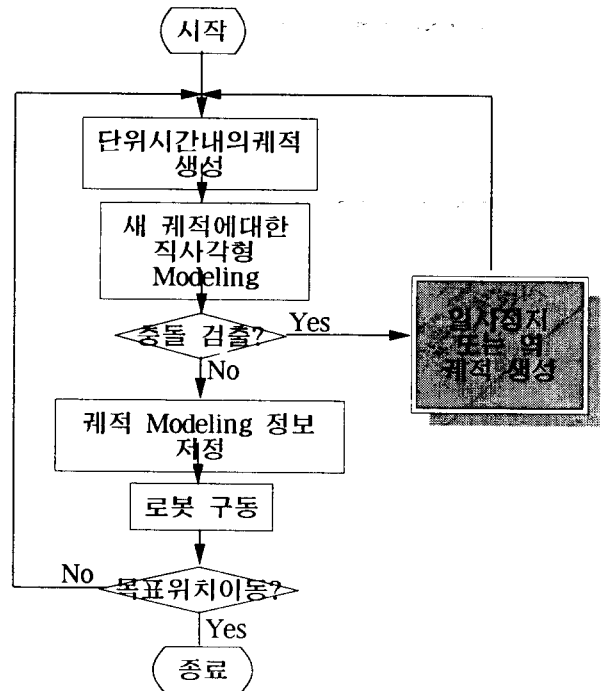 시작
단위시간내의궤적
생성
새 궤적에대한
직사각형
Modeling
충돌 검출?
Yes
일시정지
또는 역
궤적 생성
No
궤적 Modeling 정보
저정
로봇 구동
No
목표위치이동?
Yes
종료